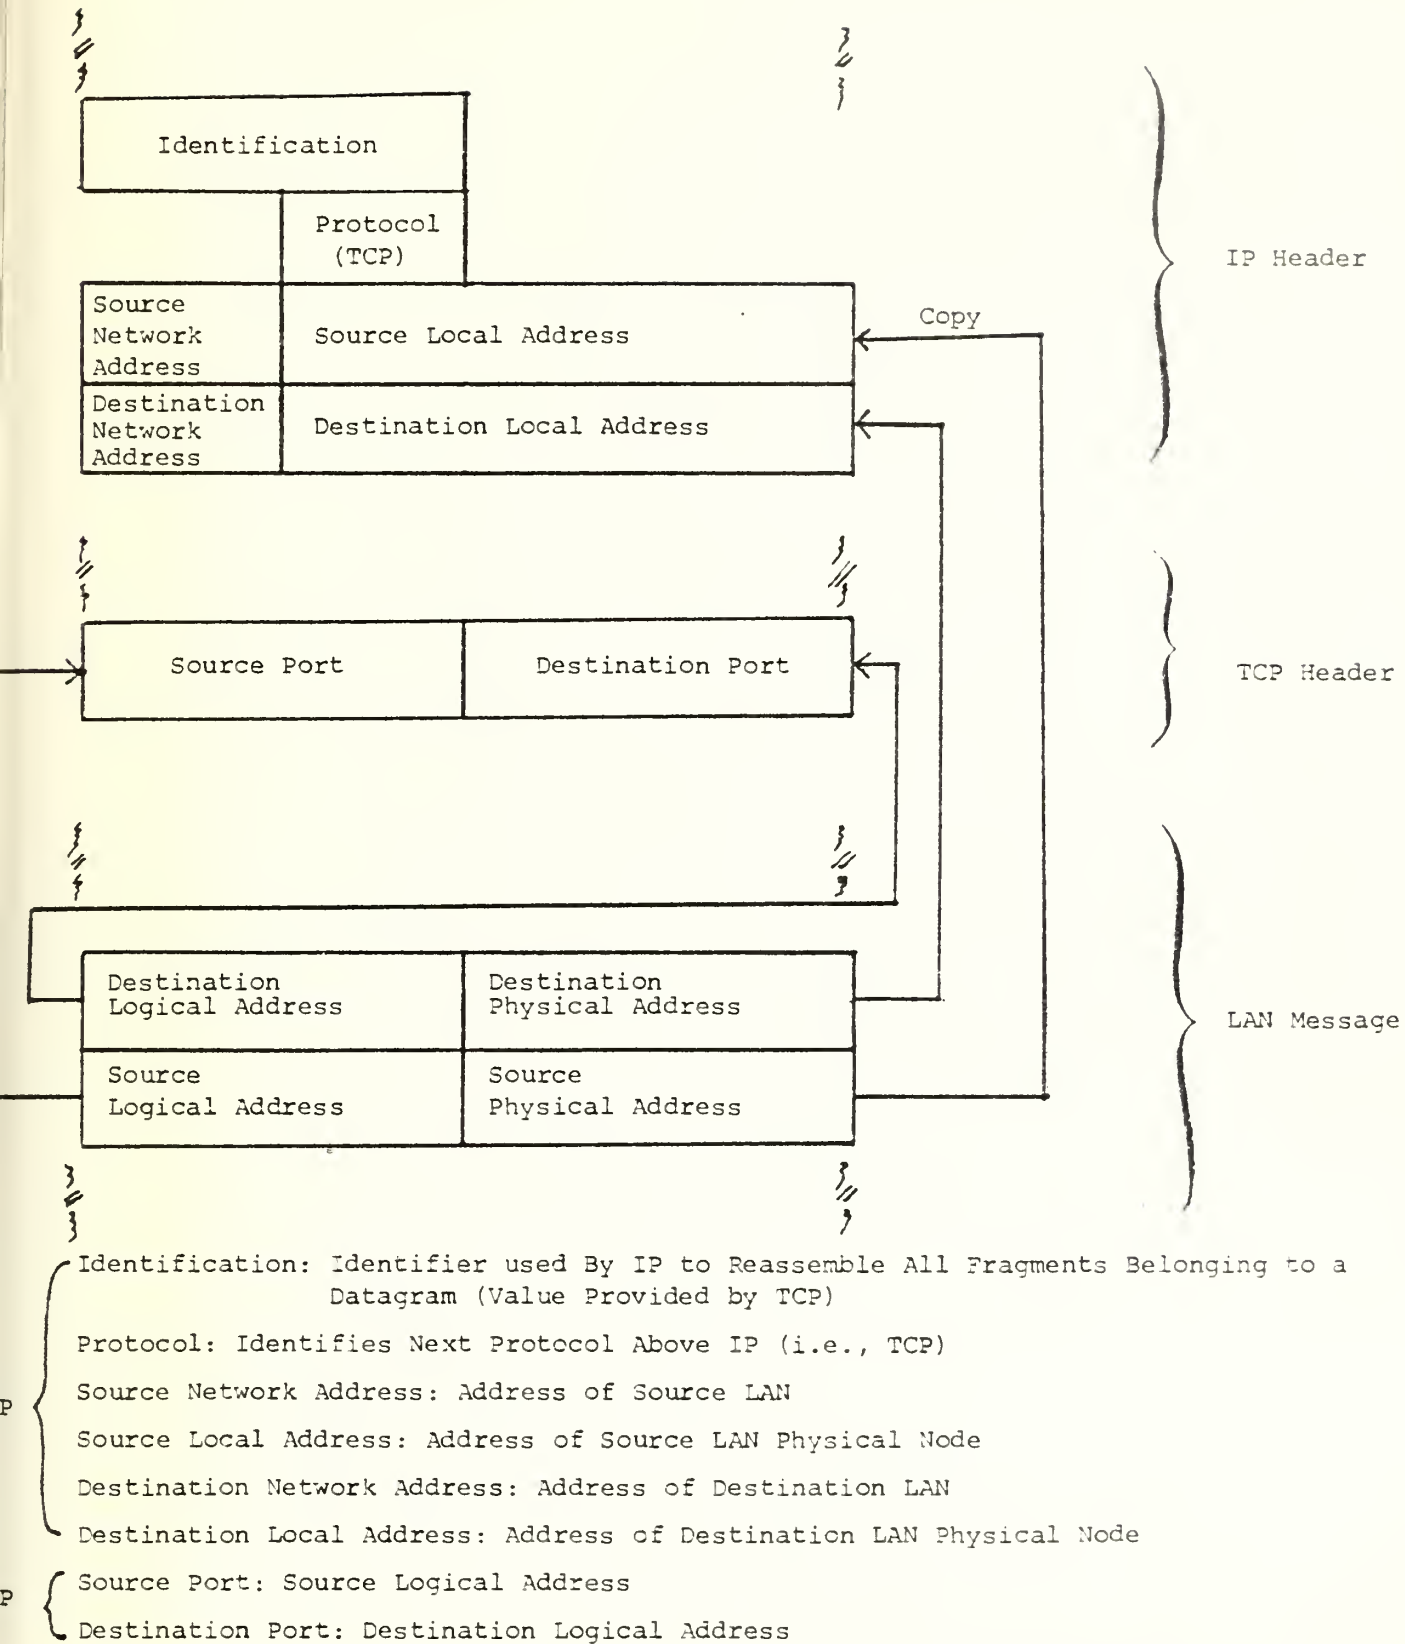 Identification
Protocol
(TCP)
IP Header
Source
Network
Address
Source Local Address
Copy
Destination
Network
Address
Destination Local Address
Source Port
Destination Port
TCP Header
Destination
Logical Address
Destination
Physical Address
LAN Message
Source
Logical Address
Source
Physical Address
Identification: Identifier used By IP to Reassemble All Fragments Belonging to a
Datagram (Value Provided by TCP)
Protocol: Identifies Next Protocol Above IP (i.e., TCP)
Source Network Address: Address of Source LAN
P
Source Local Address: Address of Source LAN Physical Node
Destination Network Address: Address of Destination LAN
Destination Local Address: Address of Destination LAN Physical Node
P
Source Port: Source Logical Address
Destination Port: Destination Logical Address